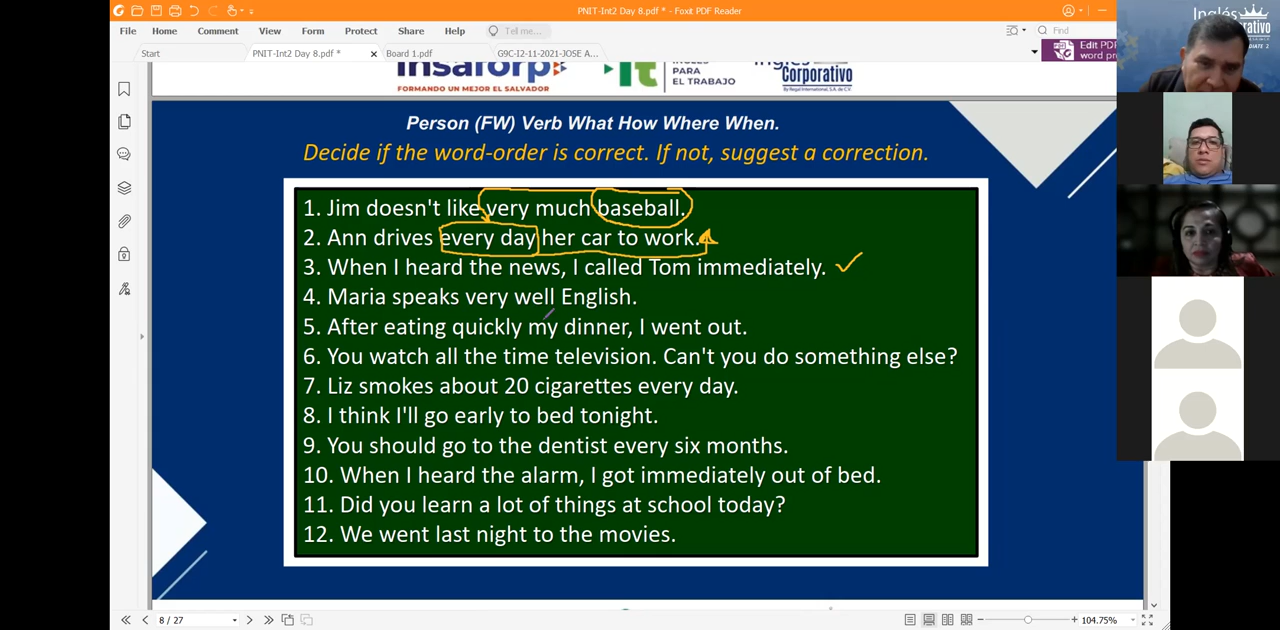 PNIT-Int2 Day 8.pdf * - Foxit PDF Reader
File Home Comment View Form Protect Share Help Tell me... Find
Start PNIT-Int2 Day 8.pdf * Board 1.pdf G9C-I2-11-2021-JOSE A...
Edit PDF
word pr
Inglés
insaforp
FORMANDO UN MEJOR EL SALVADOR
INGLÉS
PARA
EL TRABAJO
Corporativo
By Regal International, S.A. de C.V.
Person (FW) Verb What How Where When.
Decide if the word-order is correct. If not, suggest a correction.
1. Jim doesn't like very much baseball.
2. Ann drives every day her car to work.
3. When I heard the news, I called Tom immediately.
4. Maria speaks very well English.
5. After eating quickly my dinner, I went out.
6. You watch all the time television. Can't you do something else?
7. Liz smokes about 20 cigarettes every day.
8. I think I'll go early to bed tonight.
9. You should go to the dentist every six months.
10. When I heard the alarm, I got immediately out of bed.
11. Did you learn a lot of things at school today?
12. We went last night to the movies.
8 / 27
104.75%